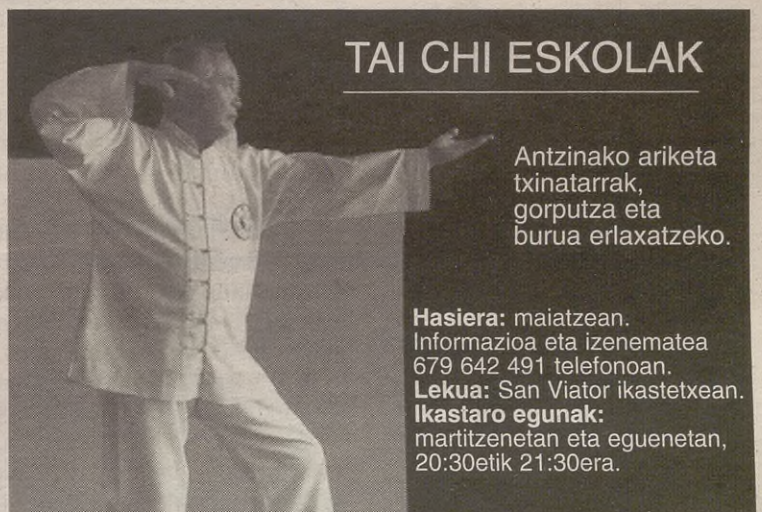 TAI CHI ESKOLAK
Antzinako ariketa
txinatarrak,
gorputza eta
burua erlaxatzeko.
Hasiera: maiatzean.
Informazioa eta izenematea
679 642 491 telefonoan.
Lekua: San Viator ikastetxean.
Ikastaro egunak:
martitzenetan eta eguenetan,
20:30etik 21:30era.